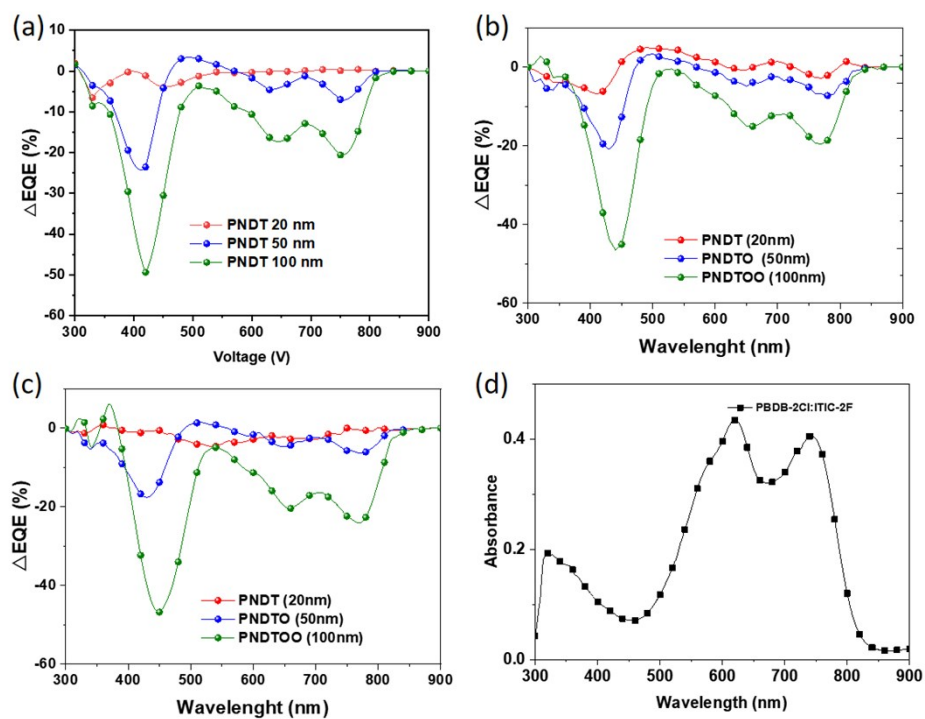 (a)
10
0
-10
-20
-30
-40
-50
-60
△EQE (%)
PNDT 20 nm
PNDT 50 nm
PNDT 100 nm
300 400 500 600 700 800 900
Voltage (V)
(b)
20
0
-20
-40
-60
△EQE (%)
PNDT (20nm)
PNDTO (50nm)
PNDTOO (100nm)
300 400 500 600 700 800 900
Wavelenght (nm)
(c)
20
0
-20
-40
-60
△EQE (%)
PNDT (20nm)
PNDTO (50nm)
PNDTOO (100nm)
300 400 500 600 700 800 900
Wavelenght (nm)
(d)
PBDB-2Cl:ITIC-2F
0.4
0.2
0.0
Absorbance
300 400 500 600 700 800 900
Wavelength (nm)